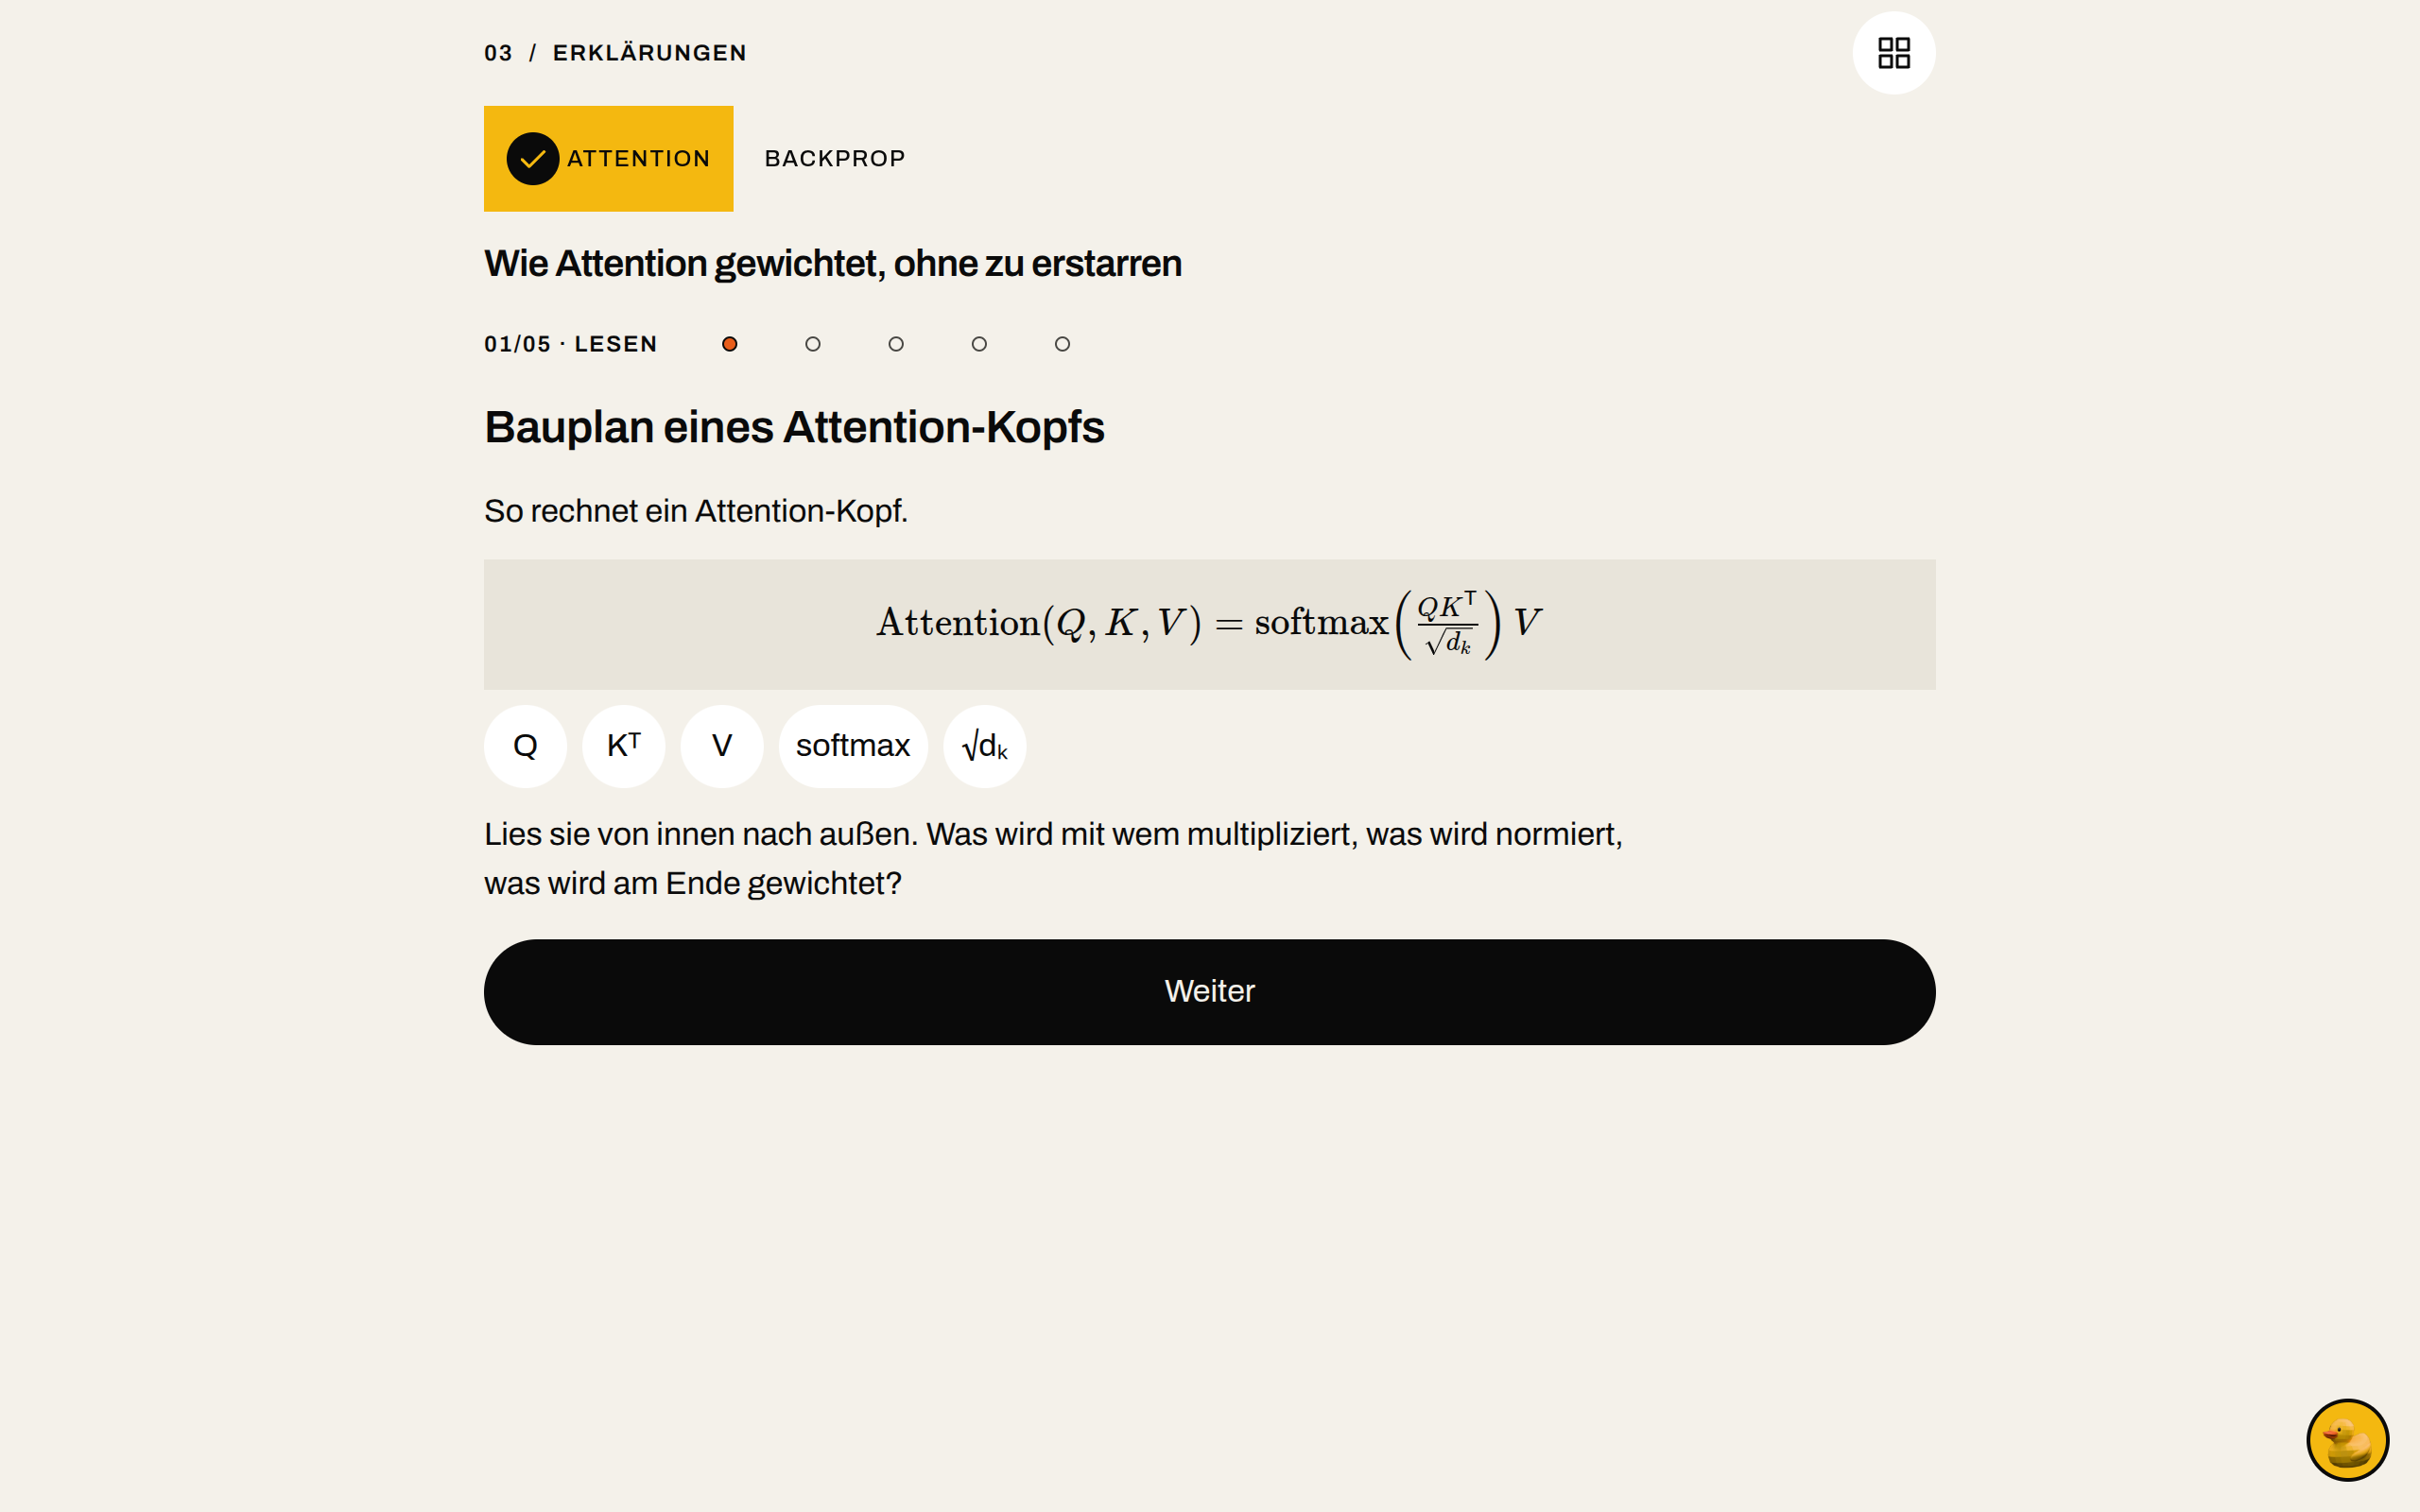 03 / ERKLÄRUNGEN
ATTENTION
BACKPROP
Wie Attention gewichtet, ohne zu erstarren
01/05 · LESEN
Bauplan eines Attention-Kopfs
So rechnet ein Attention-Kopf.
Attention(Q, K, V) = softmax(QK^T / √d_k) V
Q Kᵀ V softmax √dₖ
Lies sie von innen nach außen. Was wird mit wem multipliziert, was wird normiert,
was wird am Ende gewichtet?
Weiter